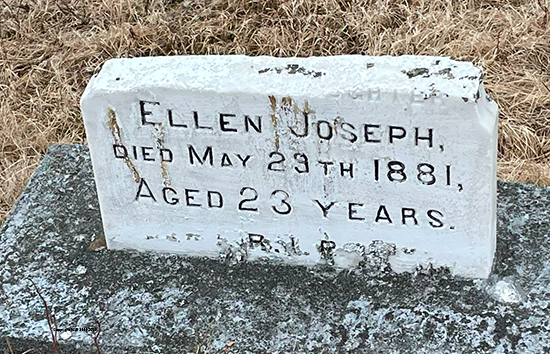 ELLEN JOSEPH,
DIED MAY 29TH 1881,
AGED 23 YEARS.
R.I.P.